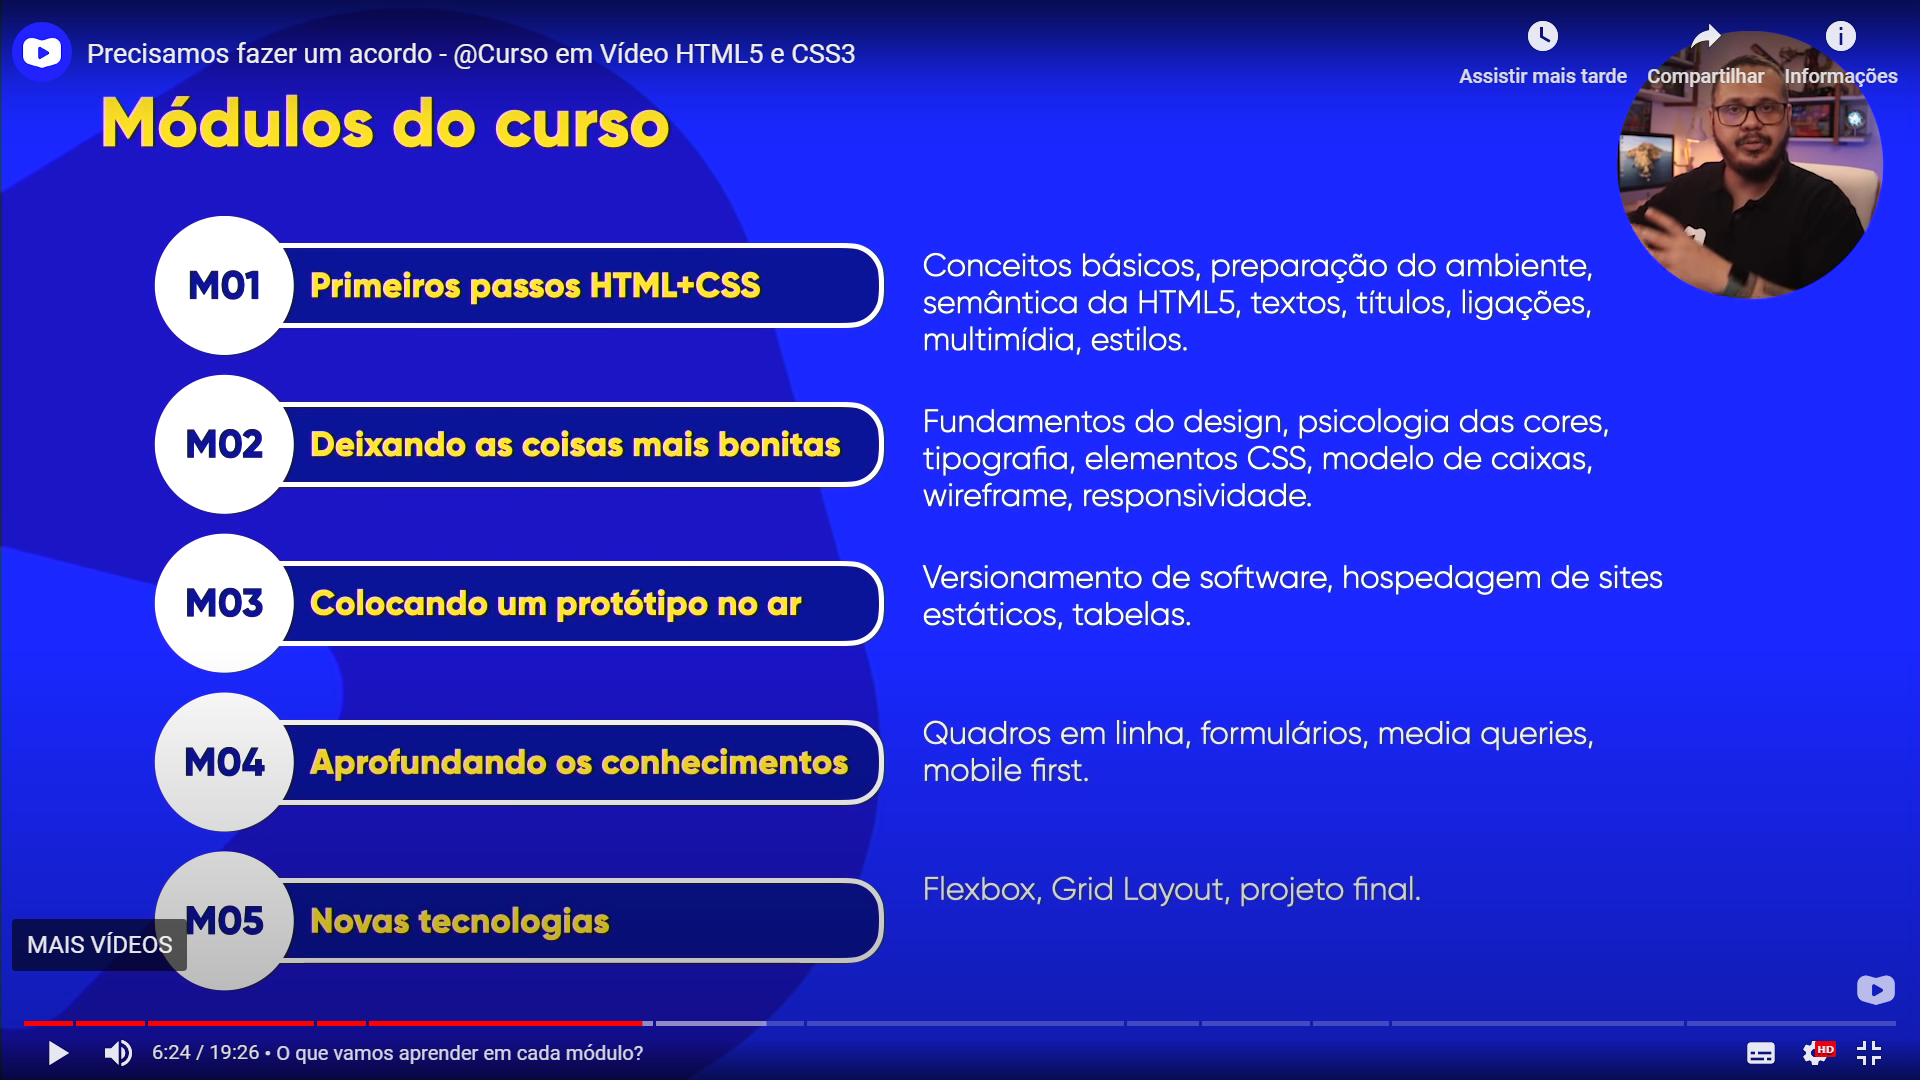 Precisamos fazer um acordo - @Curso em Vídeo HTML5 e CSS3
Assistir mais tarde
Compartilhar
Informações
Módulos do curso
M01
Primeiros passos HTML+CSS
Conceitos básicos, preparação do ambiente,
semântica da HTML5, textos, títulos, ligações,
multimídia, estilos.
M02
Deixando as coisas mais bonitas
Fundamentos do design, psicologia das cores,
tipografia, elementos CSS, modelo de caixas,
wireframe, responsividade.
M03
Colocando um protótipo no ar
Versionamento de software, hospedagem de sites
estáticos, tabelas.
M04
Aprofundando os conhecimentos
Quadros em linha, formulários, media queries,
mobile first.
M05
Novas tecnologias
Flexbox, Grid Layout, projeto final.
MAIS VÍDEOS
6:24 / 19:26 • O que vamos aprender em cada módulo?
HD